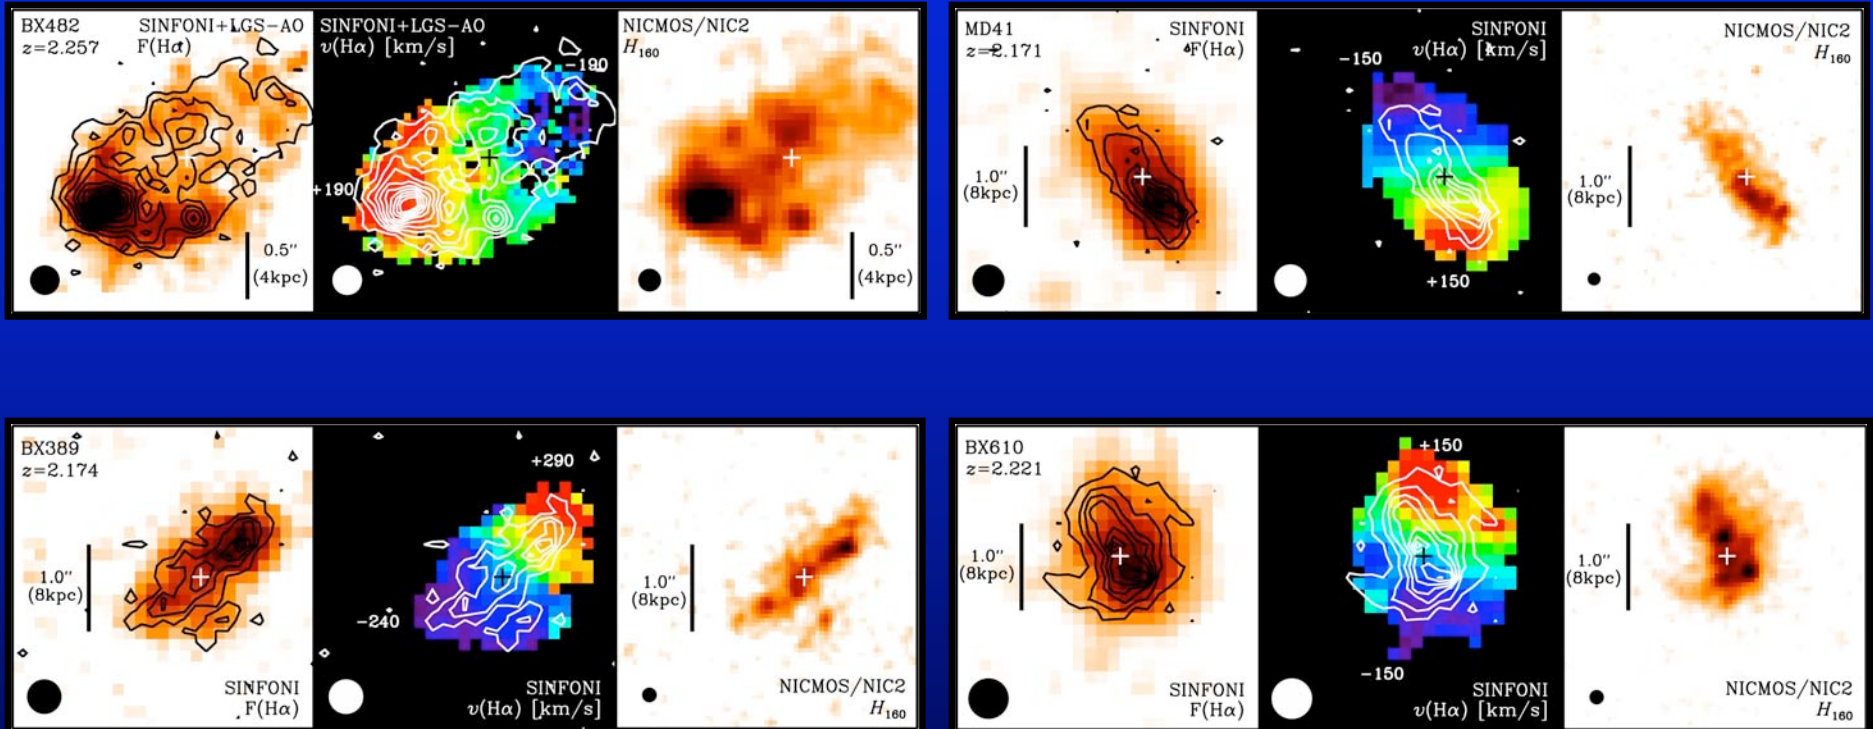 BX482
z=2.257
SINFONI+LGS-AO
F(Hα)
SINFONI+LGS-AO
v(Hα) [km/s]
-190
+190
NICMOS/NIC2
H160
0.5"
(4kpc)
0.5"
(4kpc)
MD41
z=2.171
SINFONI
F(Hα)
1.0"
(8kpc)
SINFONI
v(Hα) [km/s]
-150
+150
NICMOS/NIC2
H160
1.0"
(8kpc)
BX389
z=2.174
1.0"
(8kpc)
SINFONI
F(Hα)
+290
-240
SINFONI
v(Hα) [km/s]
1.0"
(8kpc)
NICMOS/NIC2
H160
BX610
z=2.221
1.0"
(8kpc)
SINFONI
F(Hα)
+150
-150
SINFONI
v(Hα) [km/s]
1.0"
(8kpc)
NICMOS/NIC2
H160